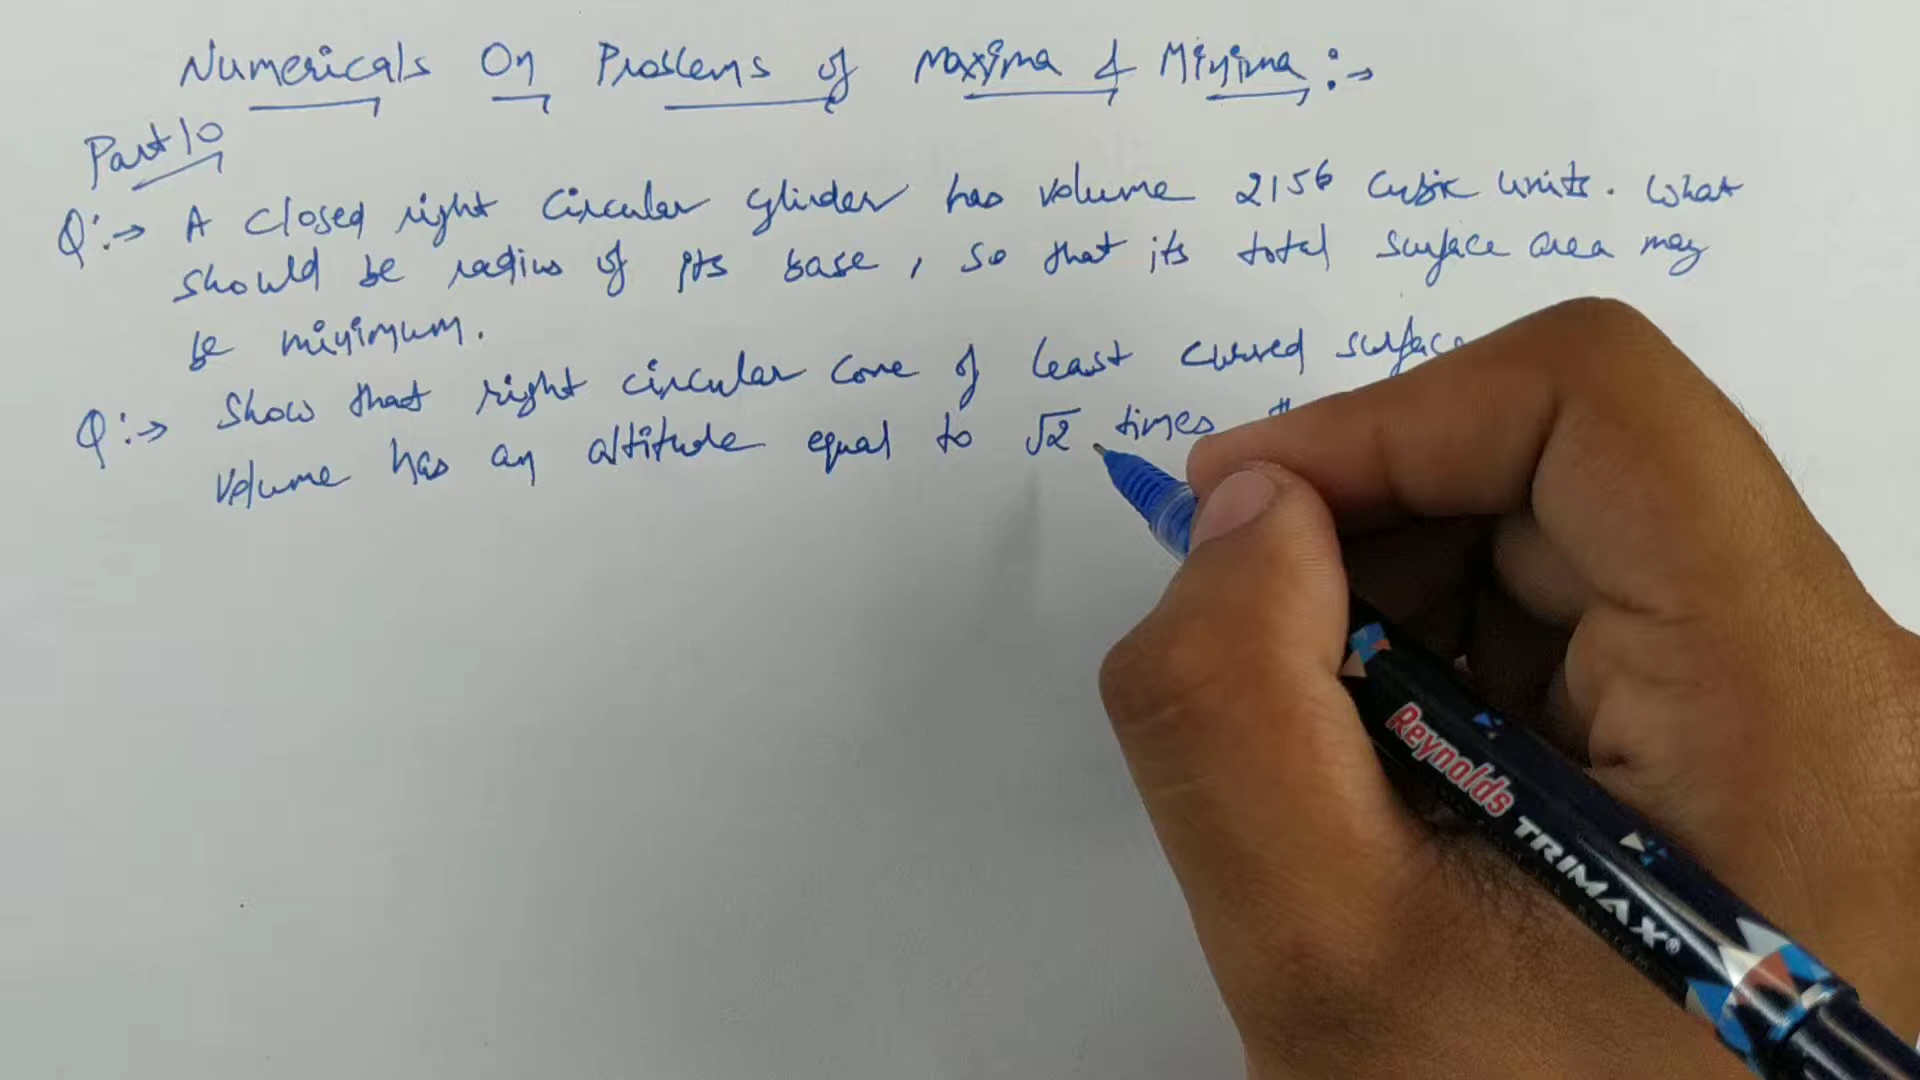 Numericals On Problems of Maxima & Minima :→
Part 10
Q:→ A closed right circular cylinder has volume 2156 cubic units. What
should be radius of its base, so that its total surface area may
be minimum.
Q:→ Show that right circular cone of least curved surface
volume has an altitude equal to √2 times
Reynolds TRIMAX®